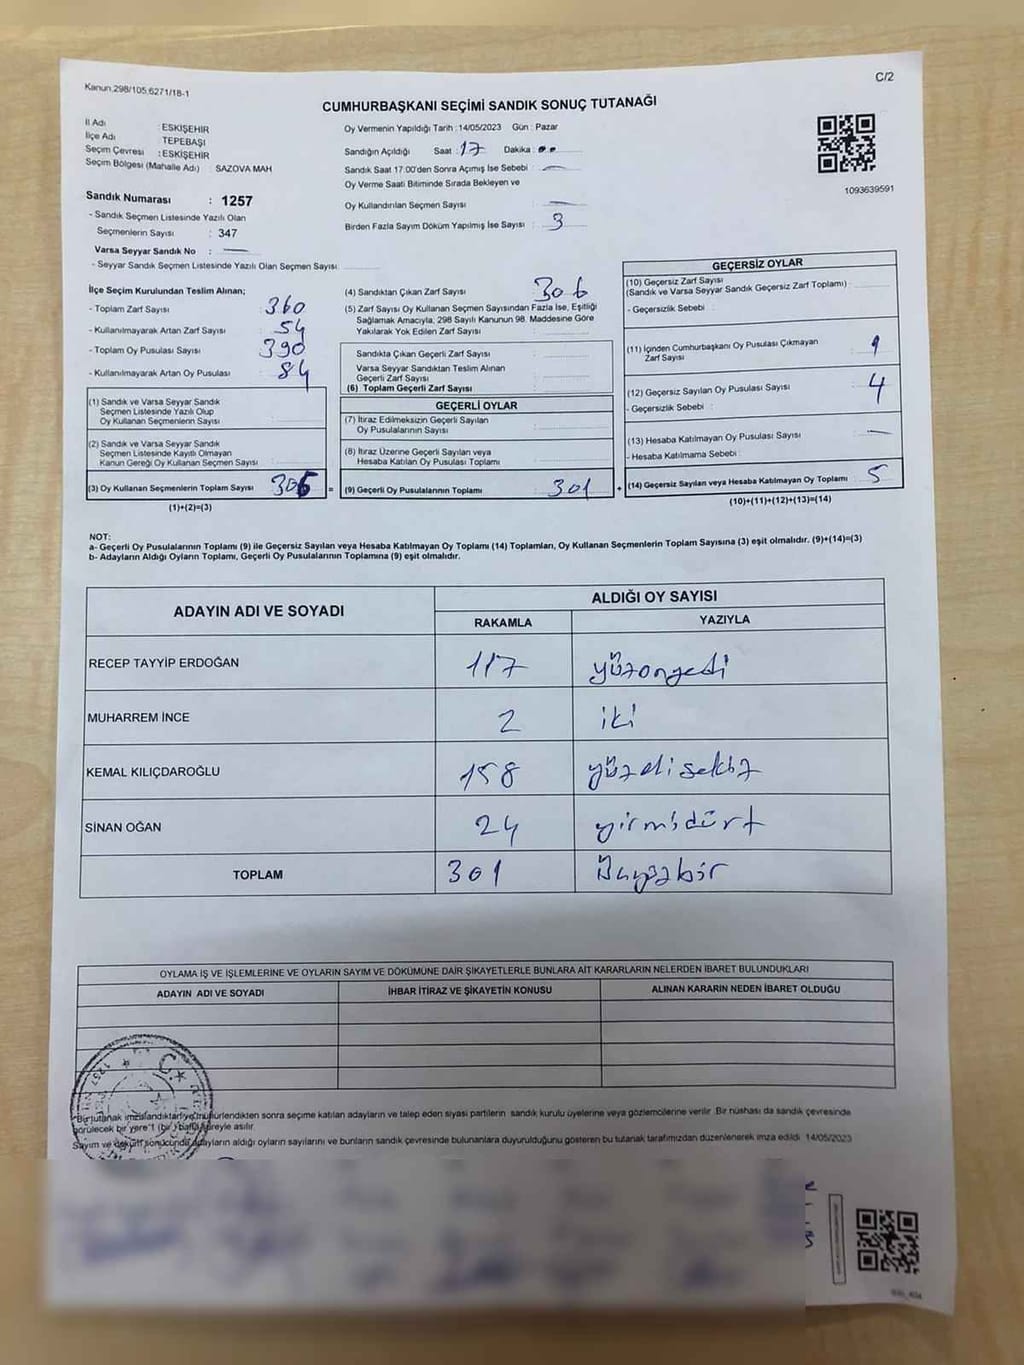 Kanun.298/105,6271/18-1
C/2
CUMHURBAŞKANI SEÇİMİ SANDIK SONUÇ TUTANAĞI
İl Adı : ESKİŞEHİR
İlçe Adı : TEPEBAŞI
Seçim Çevresi : ESKİŞEHİR
Seçim Bölgesi (Mahalle Adı) SAZOVA MAH
Oy Vermenin Yapıldığı Tarih :14/05/2023 Gün : Pazar
Sandığın Açıldığı Saat : 17 Dakika :
Sandık Saat 17:00'den Sonra Açımış İse Sebebi :
Oy Verme Saati Bitiminde Sırada Bekleyen ve
Oy Kullandırılan Seçmen Sayısı :
Birden Fazla Sayım Döküm Yapılmış İse Sayısı : 3
1093639591
Sandık Numarası : 1257
- Sandık Seçmen Listesinde Yazılı Olan
Seçmenlerin Sayısı : 347
Varsa Seyyar Sandık No :
- Seyyar Sandık Seçmen Listesinde Yazılı Olan Seçmen Sayısı:
İlçe Seçim Kurulundan Teslim Alınan;
- Toplam Zarf Sayısı : 360
- Kullanılmayarak Artan Zarf Sayısı : 54
- Toplam Oy Pusulası Sayısı : 390
- Kullanılmayarak Artan Oy Pusulası : 84
(1) Sandık ve Varsa Seyyar Sandık
Seçmen Listesinde Yazılı Olup
Oy Kullanan Seçmenlerin Sayısı :
(2) Sandık ve Varsa Seyyar Sandık
Seçmen Listesinde Kayıtlı Olmayan
Kanun Gereği Oy Kullanan Seçmen Sayısı :
(3) Oy Kullanan Seçmenlerin Toplam Sayısı : 306 =
(1)+(2)=(3)
(4) Sandıktan Çıkan Zarf Sayısı : 306
(5) Zarf Sayısı Oy Kullanan Seçmen Sayısından Fazla İse, Eşitliği
Sağlamak Amacıyla, 298 Sayılı Kanunun 98. Maddesine Göre
Yakılarak Yok Edilen Zarf Sayısı :
Sandıkta Çıkan Geçerli Zarf Sayısı :
Varsa Seyyar Sandıktan Teslim Alınan
Geçerli Zarf Sayısı :
(6) Toplam Geçerli Zarf Sayısı :
GEÇERLİ OYLAR
(7) İtiraz Edilmeksizin Geçerli Sayılan
Oy Pusulalarının Sayısı :
(8) İtiraz Üzerine Geçerli Sayılan veya
Hesaba Katılan Oy Pusulası Toplamı :
(9) Geçerli Oy Pusulalarının Toplamı : 301 +
GEÇERSİZ OYLAR
(10) Geçersiz Zarf Sayısı
(Sandık ve Varsa Seyyar Sandık Geçersiz Zarf Toplamı) :
- Geçersizlik Sebebi :
(11) İçinden Cumhurbaşkanı Oy Pusulası Çıkmayan
Zarf Sayısı : 1
(12) Geçersiz Sayılan Oy Pusulası Sayısı : 4
- Geçersizlik Sebebi :
(13) Hesaba Katılmayan Oy Pusulası Sayısı :
- Hesaba Katılmama Sebebi :
(14) Geçersiz Sayılan veya Hesaba Katılmayan Oy Toplamı : 5
(10)+(11)+(12)+(13)=(14)
NOT:
a- Geçerli Oy Pusulalarının Toplamı (9) ile Geçersiz Sayılan veya Hesaba Katılmayan Oy Toplamı (14) Toplamları, Oy Kullanan Seçmenlerin Toplam Sayısına (3) eşit olmalıdır. (9)+(14)=(3)
b- Adayların Aldığı Oyların Toplamı, Geçerli Oy Pusulalarının Toplamına (9) eşit olmalıdır.
ADAYIN ADI VE SOYADI ALDIĞI OY SAYISI
RAKAMLA YAZIYLA
RECEP TAYYİP ERDOĞAN 117 yüzonyedi
MUHARREM İNCE 2 iki
KEMAL KILIÇDAROĞLU 158 yüzellisekiz
SİNAN OĞAN 24 yirmidört
TOPLAM 301 Üçyüzbir
OYLAMA İŞ VE İŞLEMLERİNE VE OYLARIN SAYIM VE DÖKÜMÜNE DAİR ŞİKAYETLERLE BUNLARA AİT KARARLARIN NELERDEN İBARET BULUNDUKLARI
ADAYIN ADI VE SOYADI İHBAR İTİRAZ VE ŞİKAYETİN KONUSU ALINAN KARARIN NEDEN İBARET OLDUĞU
Bir tutanak imzalandıktan ve mühürlendikten sonra seçime katılan adayların ve talep eden siyasi partilerin sandık kurulu üyelerine veya gözlemcilerine verilir. Bir nüshası da sandık çevresinde
görülecek bir yere 1 (bir) hafta süreyle asılır.
Sayım ve döküm sonucunda adayların aldığı oyların sayılarını ve bunların sandık çevresinde bulunanlara duyurulduğunu gösteren bu tutanak tarafımızdan düzenlenerek imza edildi. 14/05/2023